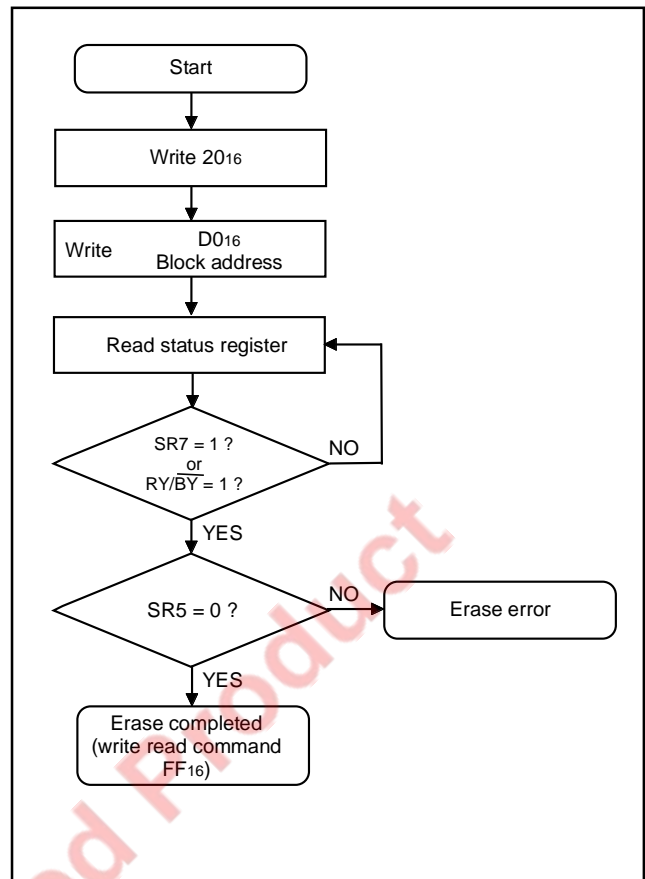 Start
Write 20₁₆
Write D0₁₆
Block address
Read status register
SR7 = 1 ?
or
RY/B̅Y̅ = 1 ?
NO
YES
SR5 = 0 ?
NO
Erase error
YES
Erase completed
(write read command
FF₁₆)
Product